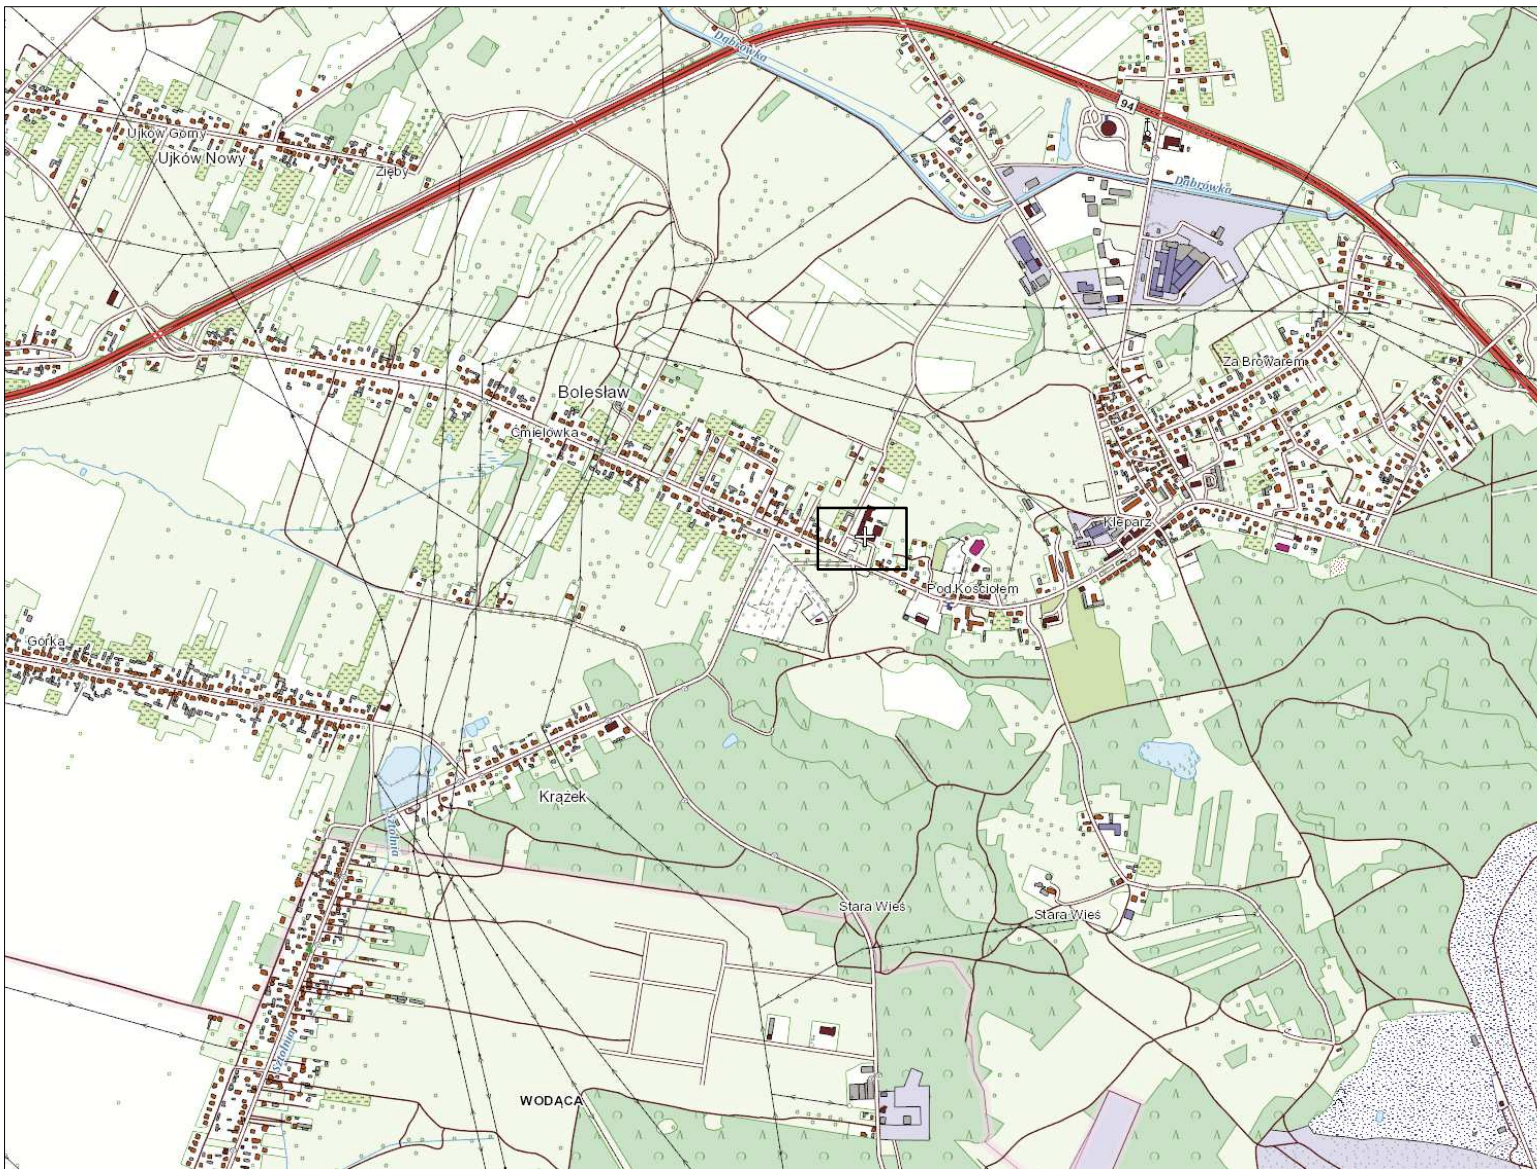 Dąbrówka
94
Ujków Górny
Ujków Nowy
Zięby
Dąbrówka
Za Browarem
Bolesław
Ćmielówka
Kleparz
Pod Kościołem
Górka
Krążek
Sztolnia
Stara Wieś
Stara Wieś
Sztolnia
WODĄCA